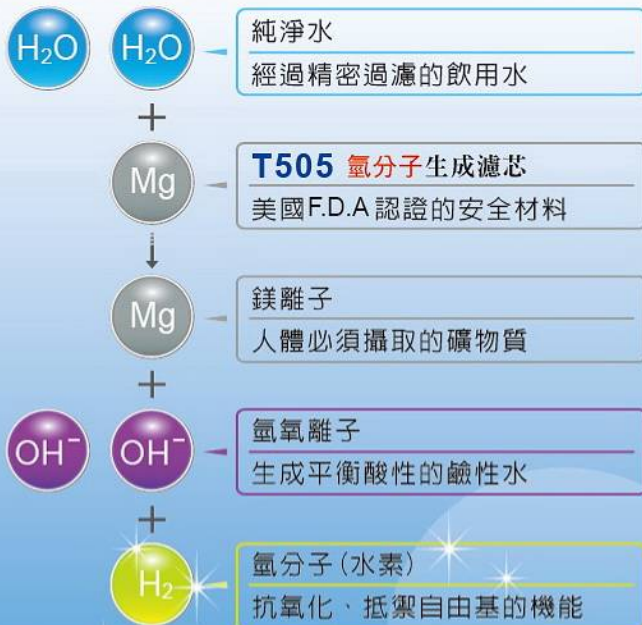 H₂O H₂O
純淨水
經過精密過濾的飲用水
+
Mg
T505 氫分子生成濾芯
美國F.D.A認證的安全材料
Mg
鎂離子
人體必須攝取的礦物質
+
OH⁻ OH⁻
氫氧離子
生成平衡酸性的鹼性水
+
H₂
氫分子(水素)
抗氧化、抵禦自由基的機能